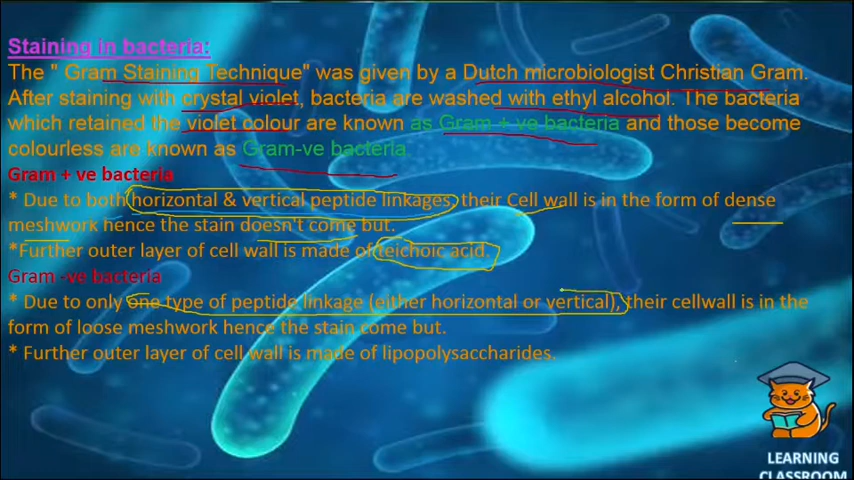 Staining in bacteria:
The " Gram Staining Technique" was given by a Dutch microbiologist Christian Gram.
After staining with crystal violet, bacteria are washed with ethyl alcohol. The bacteria
which retained the violet colour are known as Gram + ve bacteria and those become
colourless are known as Gram-ve bacteria.
Gram + ve bacteria
* Due to both horizontal & vertical peptide linkages, their Cell wall is in the form of dense
meshwork hence the stain doesn't come but.
*Further outer layer of cell wall is made of teichoic acid.
Gram -ve bacteria
* Due to only one type of peptide linkage (either horizontal or vertical), their cellwall is in the
form of loose meshwork hence the stain come but.
* Further outer layer of cell wall is made of lipopolysaccharides.
LEARNING
CLASSROOM